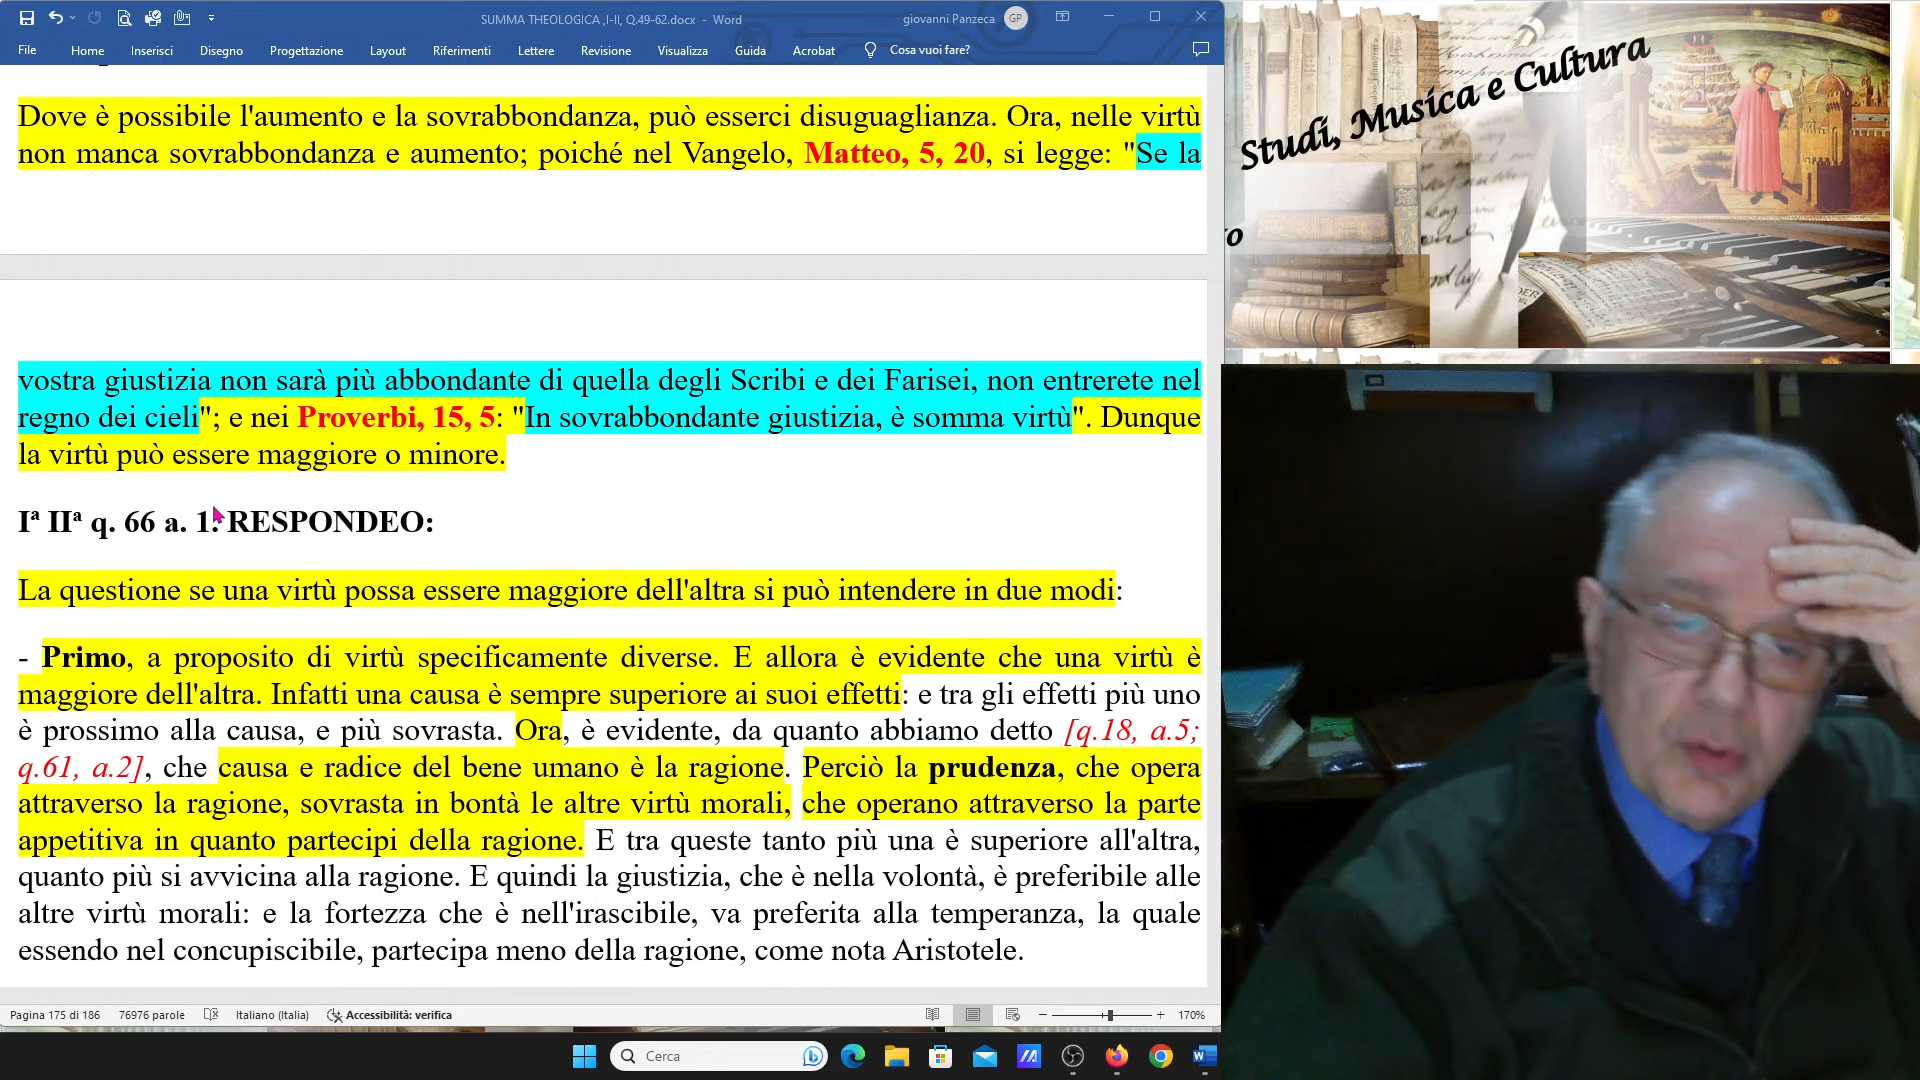 SUMMA THEOLOGICA ,I-II, Q.49-62.docx - Word
giovanni Panzeca GP
File Home Inserisci Disegno Progettazione Layout Riferimenti Lettere Revisione Visualizza Guida Acrobat Cosa vuoi fare?
Dove è possibile l'aumento e la sovrabbondanza, può esserci disuguaglianza. Ora, nelle virtù
non manca sovrabbondanza e aumento; poiché nel Vangelo, Matteo, 5, 20, si legge: "Se la
vostra giustizia non sarà più abbondante di quella degli Scribi e dei Farisei, non entrerete nel
regno dei cieli"; e nei Proverbi, 15, 5: "In sovrabbondante giustizia, è somma virtù". Dunque
la virtù può essere maggiore o minore.
Iª IIª q. 66 a. 1. RESPONDEO:
La questione se una virtù possa essere maggiore dell'altra si può intendere in due modi:
- Primo, a proposito di virtù specificamente diverse. E allora è evidente che una virtù è
maggiore dell'altra. Infatti una causa è sempre superiore ai suoi effetti: e tra gli effetti più uno
è prossimo alla causa, e più sovrasta. Ora, è evidente, da quanto abbiamo detto [q.18, a.5;
q.61, a.2], che causa e radice del bene umano è la ragione. Perciò la prudenza, che opera
attraverso la ragione, sovrasta in bontà le altre virtù morali, che operano attraverso la parte
appetitiva in quanto partecipi della ragione. E tra queste tanto più una è superiore all'altra,
quanto più si avvicina alla ragione. E quindi la giustizia, che è nella volontà, è preferibile alle
altre virtù morali: e la fortezza che è nell'irascibile, va preferita alla temperanza, la quale
essendo nel concupiscibile, partecipa meno della ragione, come nota Aristotele.
Pagina 175 di 186 76976 parole Italiano (Italia) Accessibilità: verifica 170%
Cerca
Studi, Musica e Cultura